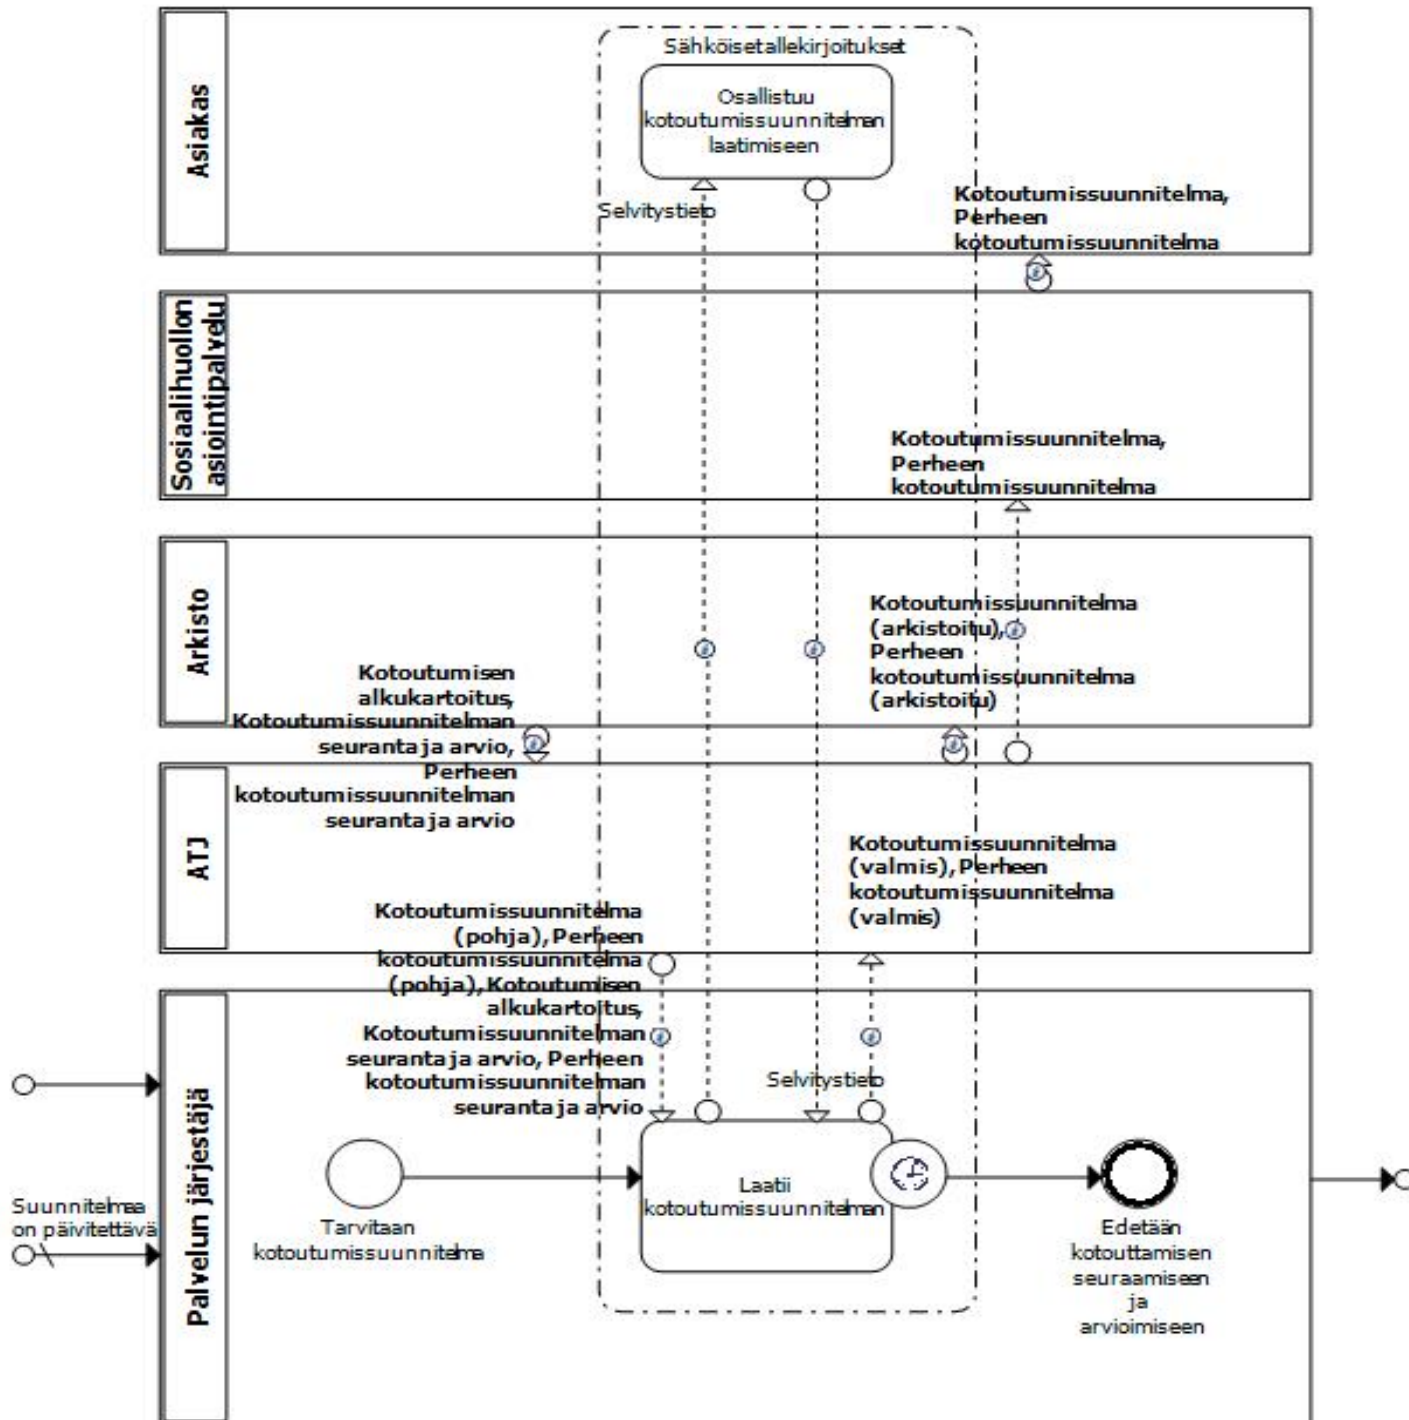 Asiakas
Sähköisetallekirjoitukset
Osallistuu
kotoutumissuunnitelman
laatimiseen
Selvitystieto
Kotoutumissuunnitelma,
Perheen
kotoutumissuunnitelma
Sosiaalihuollon
asiointipalvelu
Kotoutumissuunnitelma,
Perheen
kotoutumissuunnitelma
Arkisto
Kotoutumissuunnitelma
(arkistoitu),
Perheen
kotoutumissuunnitelma
(arkistoitu)
Kotoutumisen
alkukartoitus,
Kotoutumissuunnitelman
seuranta ja arvio,
Perheen
kotoutumissuunnitelman
seuranta ja arvio
ATJ
Kotoutumissuunnitelma
(valmis), Perheen
kotoutumissuunnitelma
(valmis)
Kotoutumissuunnitelma
(pohja), Perheen
kotoutumissuunnitelma
(pohja), Kotoutumisen
alkukartoitus,
Kotoutumissuunnitelman
seuranta ja arvio, Perheen
kotoutumissuunnitelman
seuranta ja arvio
Palvelun järjestäjä
Selvitystieto
Suunnitelmaa
on päivitettävä
Tarvitaan
kotoutumissuunnitelma
Laatii
kotoutumissuunnitelman
Edetään
kotouttamisen
seuraamiseen
ja
arvioimiseen